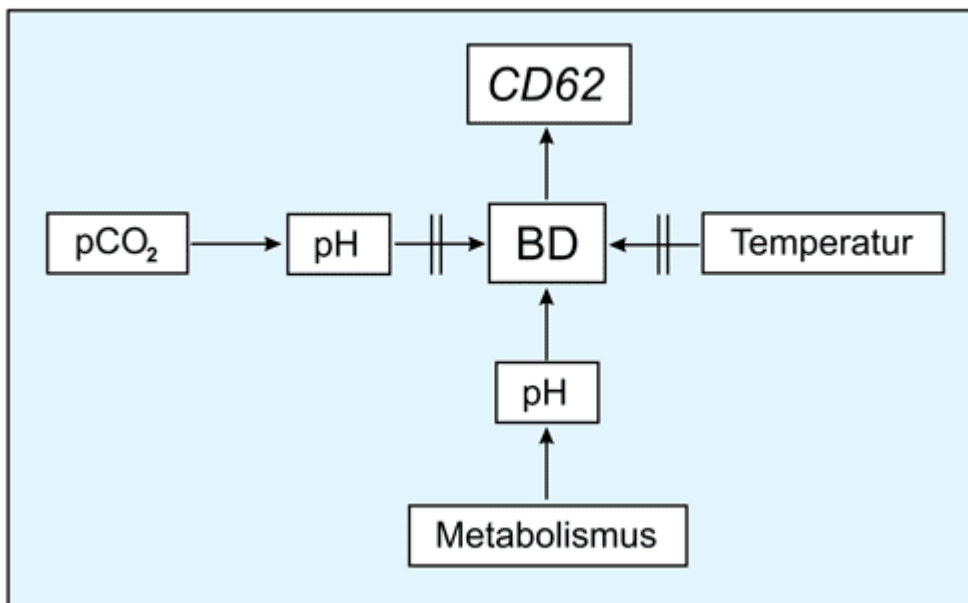 CD62
pCO₂
pH
BD
Temperatur
pH
Metabolismus